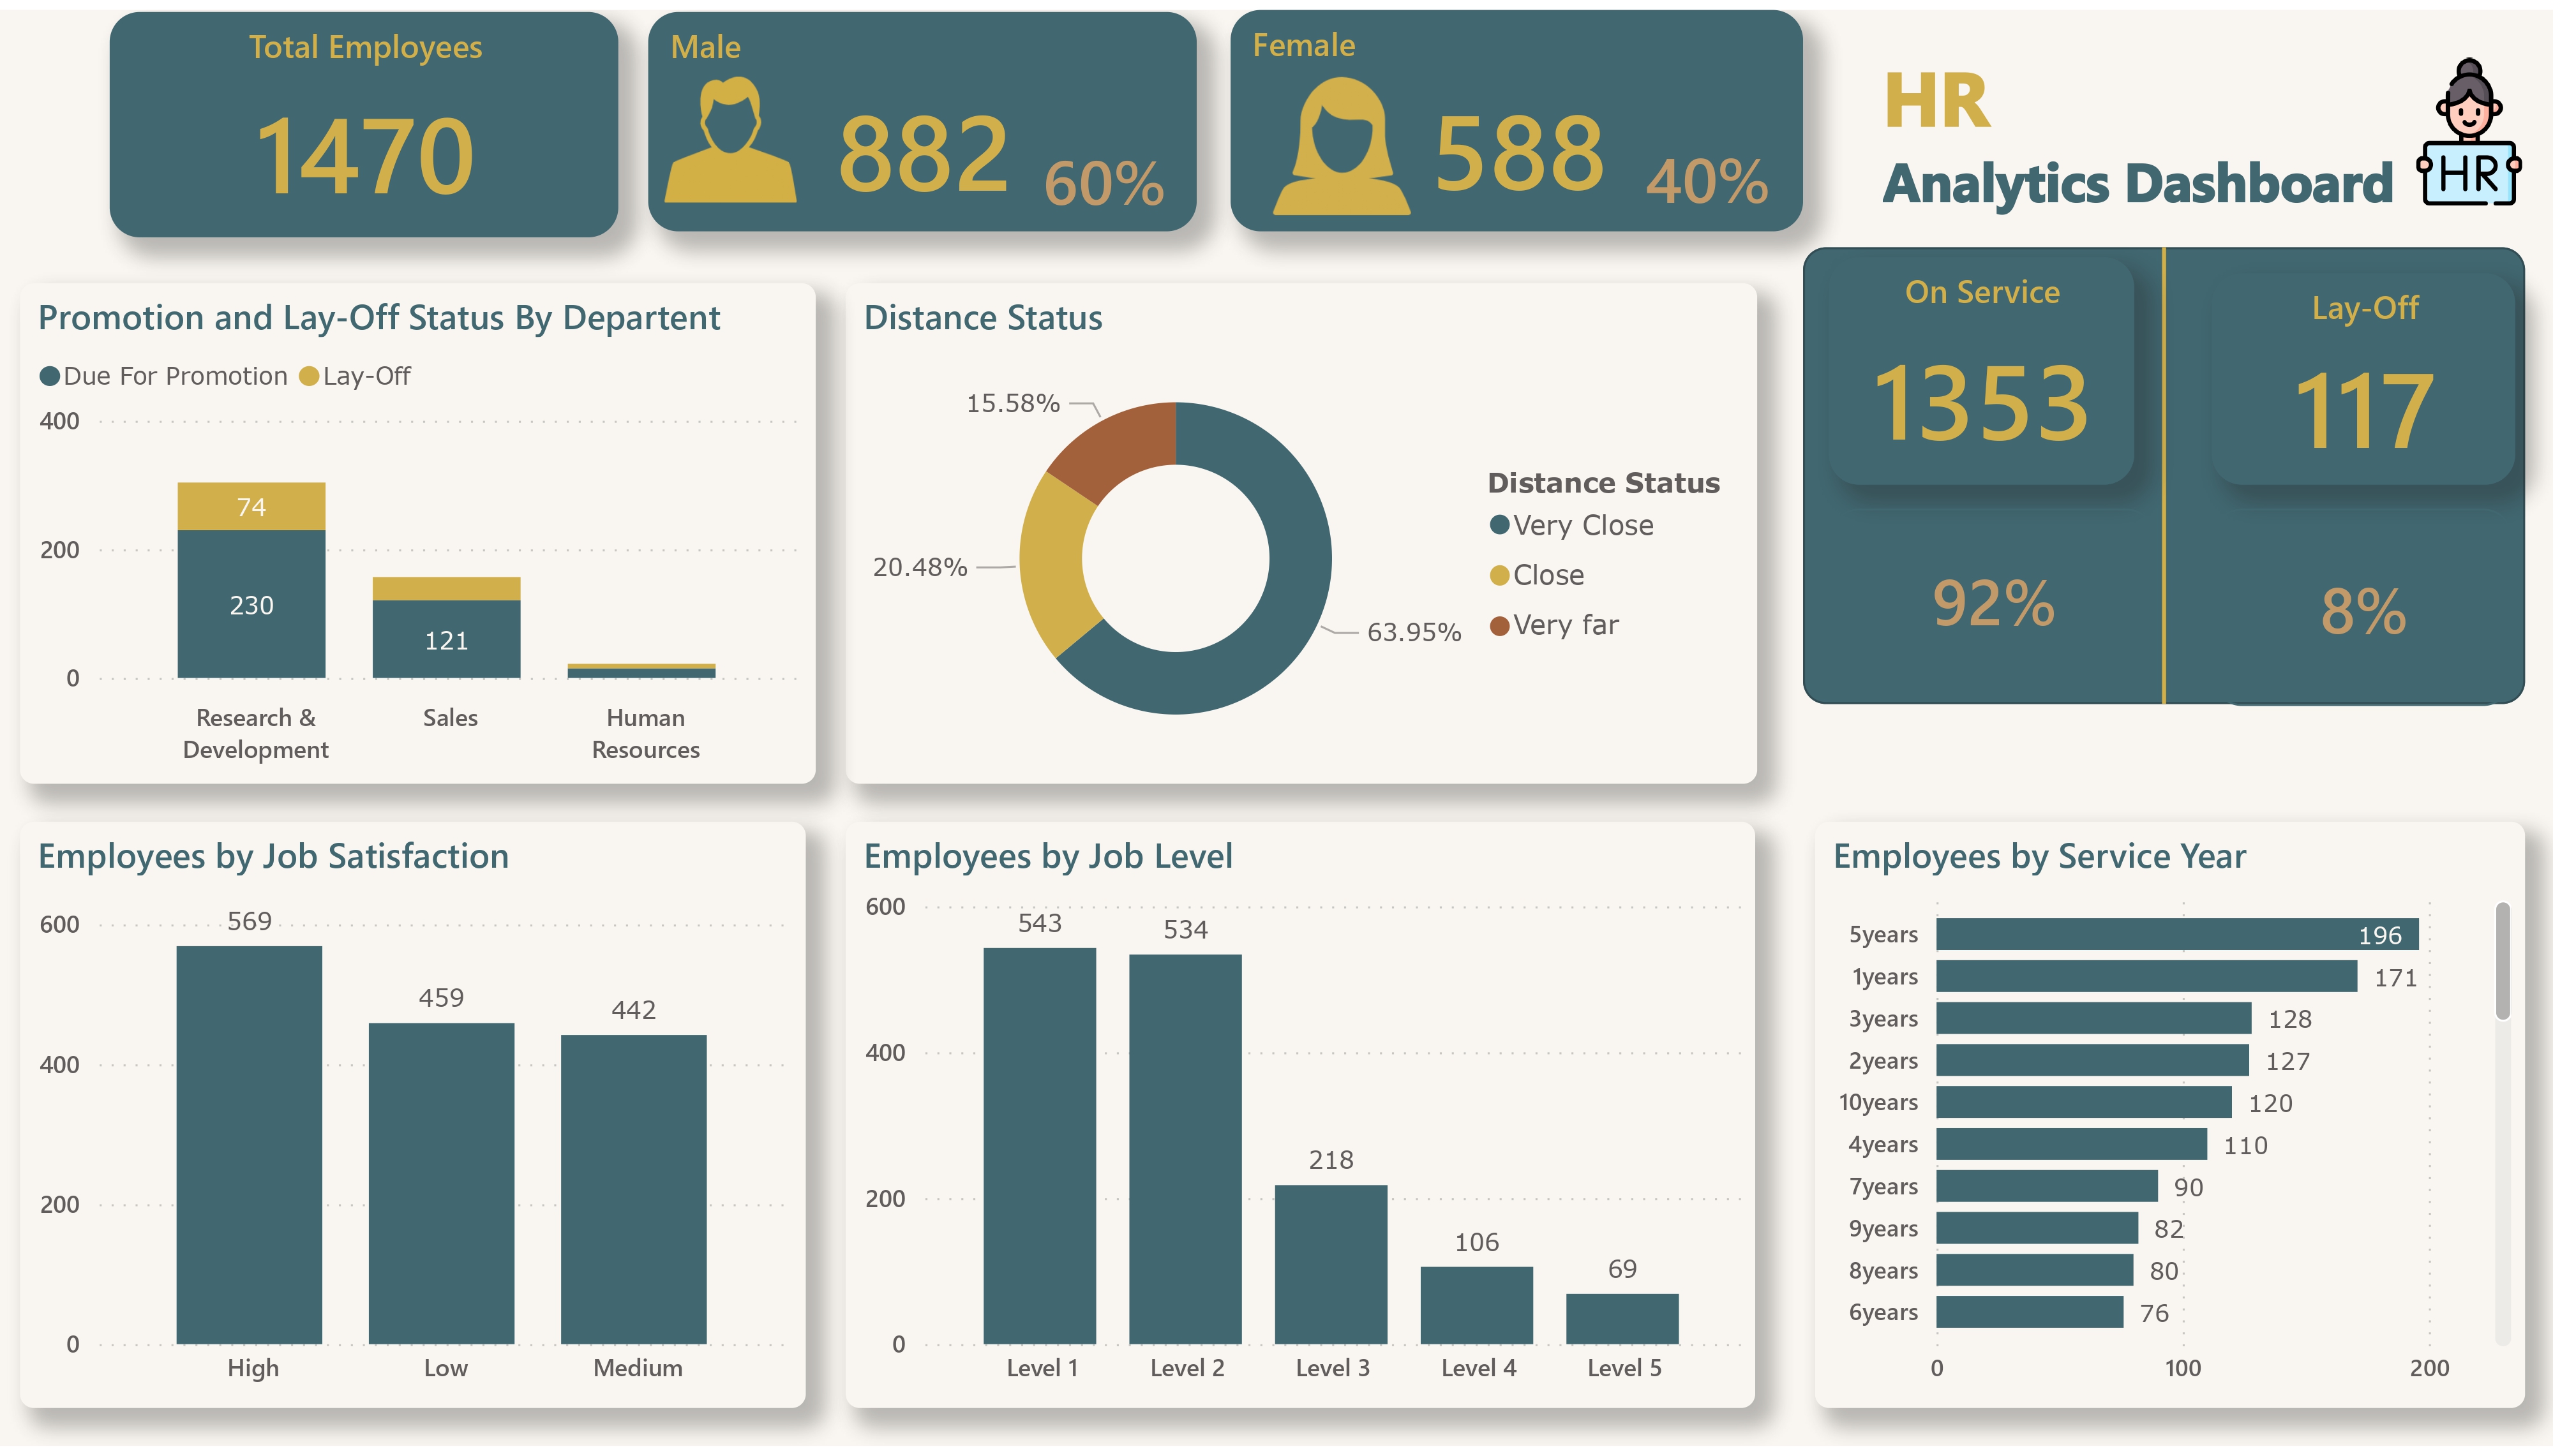 Total Employees
1470
Male
882
60%
Female
588
40%
HR
Analytics Dashboard
HR
On Service
1353
92%
Lay-Off
117
8%
Promotion and Lay-Off Status By Departent
Due For Promotion
Lay-Off
400
200
0
74
230
121
Research &
Development
Sales
Human
Resources
Distance Status
15.58%
20.48%
63.95%
Distance Status
Very Close
Close
Very far
Employees by Job Satisfaction
600
400
200
0
569
459
442
High
Low
Medium
Employees by Job Level
600
400
200
0
543
534
218
106
69
Level 1
Level 2
Level 3
Level 4
Level 5
Employees by Service Year
5years 196
1years 171
3years 128
2years 127
10years 120
4years 110
7years 90
9years 82
8years 80
6years 76
0
100
200